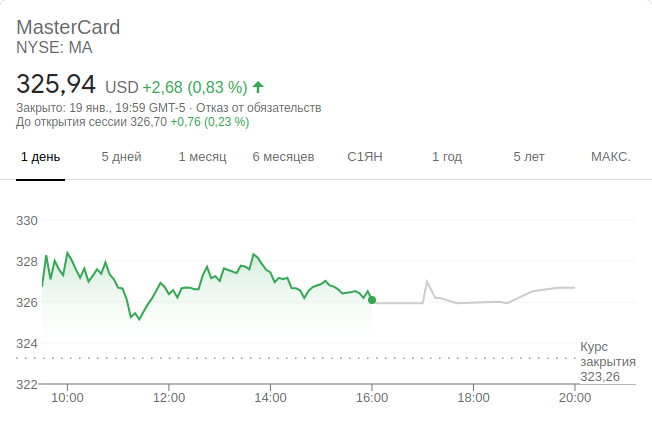 MasterCard
NYSE: MA
325,94 USD +2,68 (0,83 %)
Закрыто: 19 янв., 19:59 GMT-5 · Отказ от обязательств
До открытия сессии 326,70 +0,76 (0,23 %)
1 день 5 дней 1 месяц 6 месяцев С1ЯН 1 год 5 лет МАКС.
330
328
326
324
Курс
закрытия
323,26
322
10:00 12:00 14:00 16:00 18:00 20:00